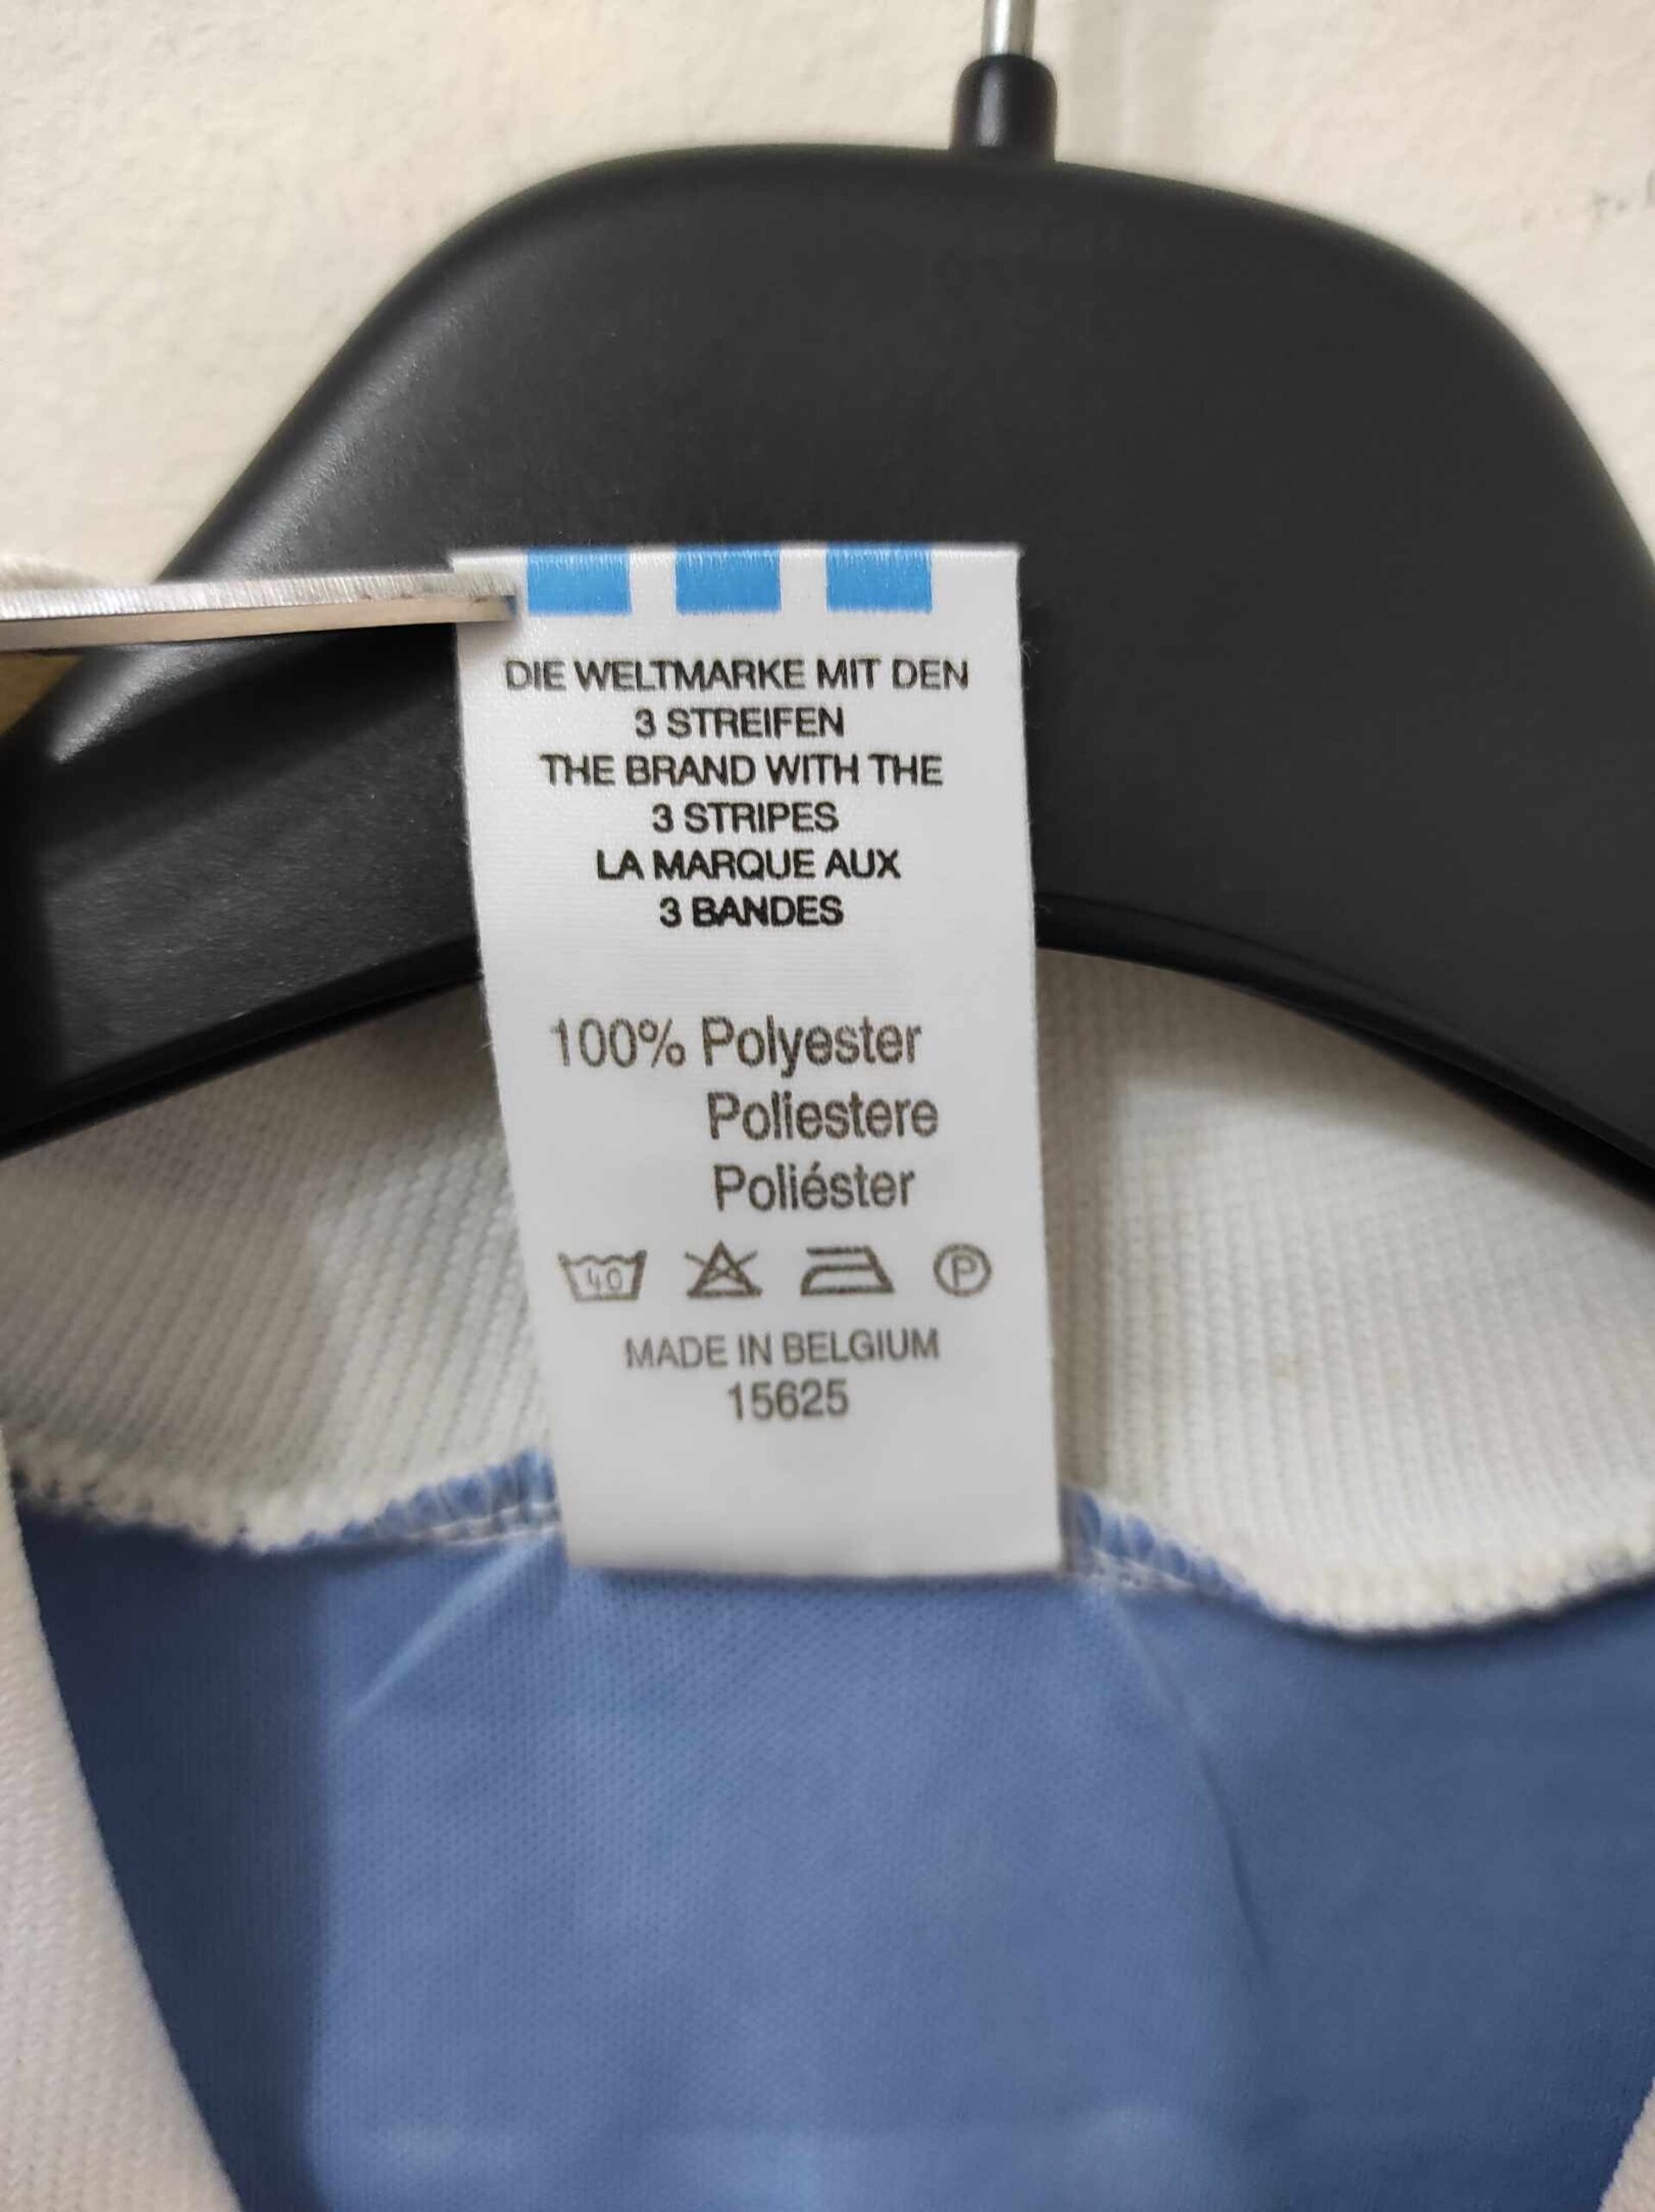 DIE WELTMARKE MIT DEN
3 STREIFEN
THE BRAND WITH THE
3 STRIPES
LA MARQUE AUX
3 BANDES
100% Polyester
Poliestere
Poliéster
40
P
MADE IN BELGIUM
15625